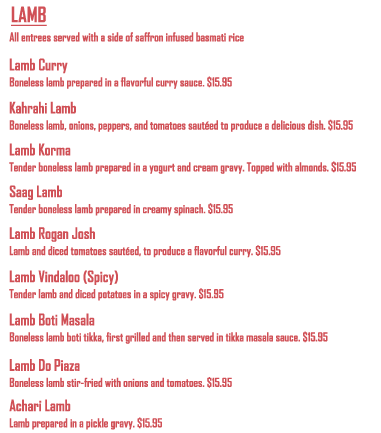 LAMB
All entrees served with a side of saffron infused basmati rice
Lamb Curry
Boneless lamb prepared in a flavorful curry sauce. $15.95
Kahrahi Lamb
Boneless lamb, onions, peppers, and tomatoes sautéed to produce a delicious dish. $15.95
Lamb Korma
Tender boneless lamb prepared in a yogurt and cream gravy. Topped with almonds. $15.95
Saag Lamb
Tender boneless lamb prepared in creamy spinach. $15.95
Lamb Rogan Josh
Lamb and diced tomatoes sautéed, to produce a flavorful curry. $15.95
Lamb Vindaloo (Spicy)
Tender lamb and diced potatoes in a spicy gravy. $15.95
Lamb Boti Masala
Boneless lamb boti tikka, first grilled and then served in tikka masala sauce. $15.95
Lamb Do Piaza
Boneless lamb stir-fried with onions and tomatoes. $15.95
Achari Lamb
Lamb prepared in a pickle gravy. $15.95